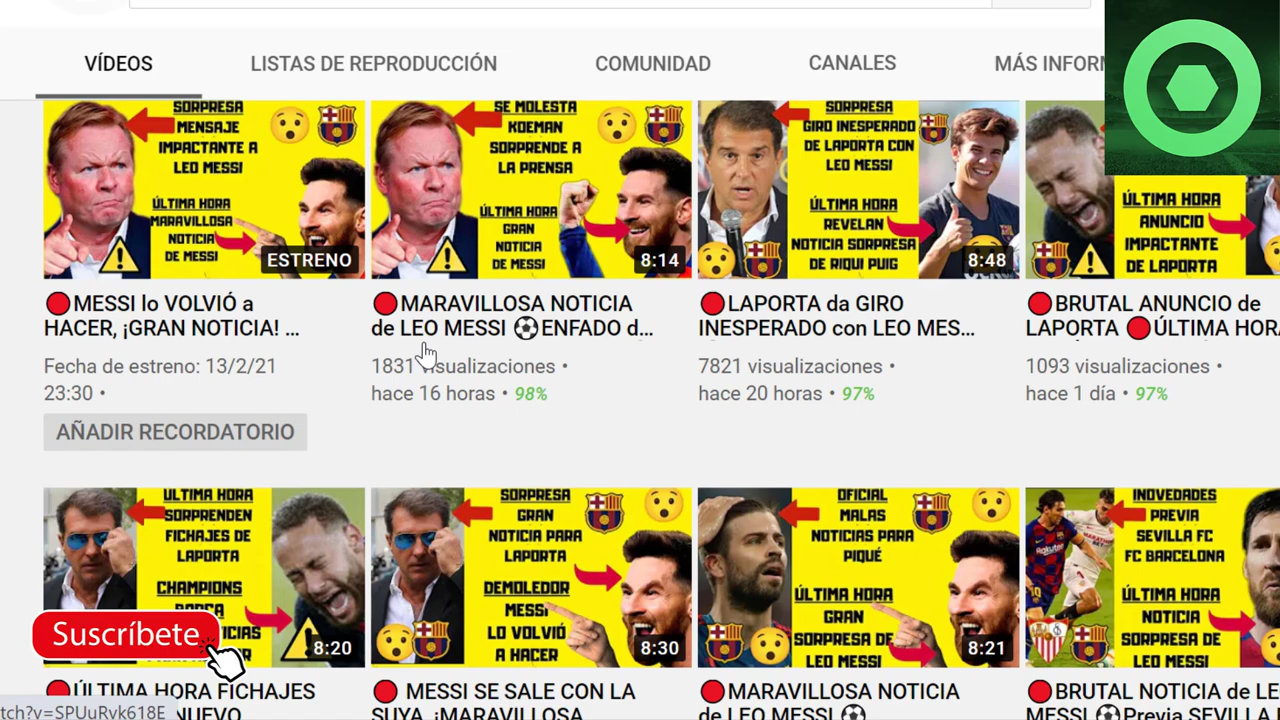 VÍDEOS
LISTAS DE REPRODUCCIÓN
COMUNIDAD
CANALES
MÁS INFORM
SORPRESA
MENSAJE
IMPACTANTE A
LEO MESSI
ÚLTIMA HORA
MARAVILLOSA
NOTICIA
DE MESSI
ESTRENO
SE MOLESTA
KOEMAN
SORPRENDE A
LA PRENSA
ÚLTIMA HORA
GRAN
NOTICIA
DE MESSI
8:14
SORPRESA
GIRO INESPERADO
DE LAPORTA CON
LEO MESSI
ÚLTIMA HORA
REVELAN
NOTICIA SORPRESA
DE RIQUI PUIG
8:48
ÚLTIMA HORA
ANUNCIO
IMPACTANTE
DE LAPORTA
🔴MESSI lo VOLVIÓ a
HACER, ¡GRAN NOTICIA! ...
Fecha de estreno: 13/2/21
23:30 •
AÑADIR RECORDATORIO
🔴MARAVILLOSA NOTICIA
de LEO MESSI ⚽ENFADO d...
1831 visualizaciones •
hace 16 horas • 98%
🔴LAPORTA da GIRO
INESPERADO con LEO MES...
7821 visualizaciones •
hace 20 horas • 97%
🔴BRUTAL ANUNCIO de
LAPORTA 🔴ÚLTIMA HORA
1093 visualizaciones •
hace 1 día • 97%
ÚLTIMA HORA
SORPRENDEN
FICHAJES DE
LAPORTA
CHAMPIONS
8:20
SORPRESA
GRAN
NOTICIA PARA
LAPORTA
DEMOLEDOR
MESSI
LO VOLVIÓ
A HACER
8:30
OFICIAL
MALAS
NOTICIAS PARA
PIQUÉ
ÚLTIMA HORA
GRAN
SORPRESA DE
LEO MESSI
8:21
Rakuten
NOVEDADES
PREVIA
SEVILLA FC
FC BARCELONA
ÚLTIMA HORA
NOTICIA
SORPRESA DE
LEO MESSI
Suscríbete
🔴ÚLTIMA HORA FICHAJES
NUEVO
🔴 MESSI SE SALE CON LA
SUYA, ¡MARAVILLOSA
🔴MARAVILLOSA NOTICIA
de LEO MESSI ⚽
🔴BRUTAL NOTICIA de LE
MESSI ⚽Previa SEVILLA
tch?v=SPUuRvk618E